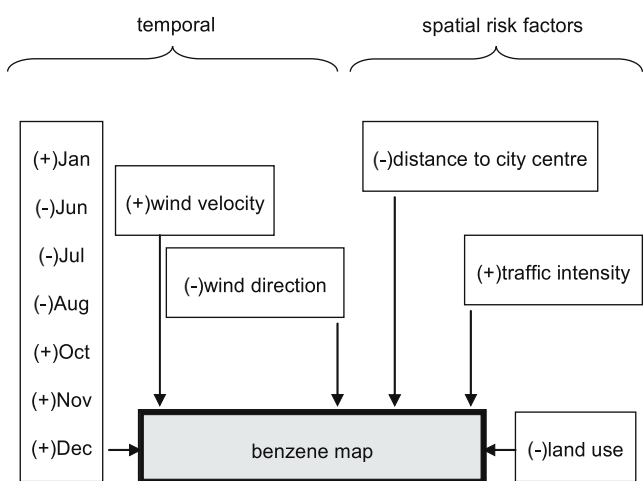 temporal
spatial risk factors
(+)Jan
(-)Jun
(-)Jul
(-)Aug
(+)Oct
(+)Nov
(+)Dec
(+)wind velocity
(-)wind direction
(-)distance to city centre
(+)traffic intensity
benzene map
(-)land use